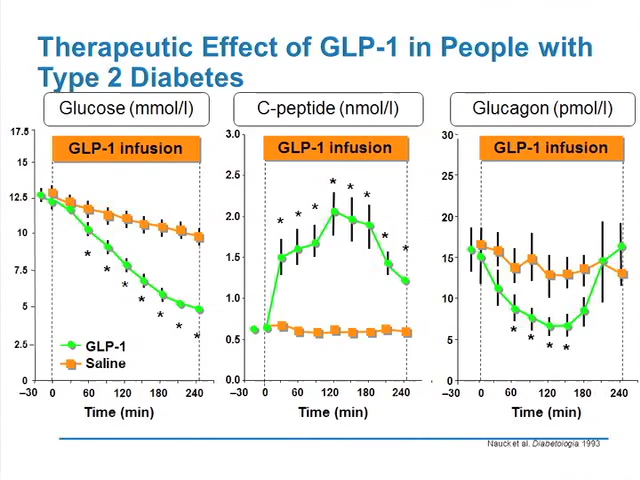 Therapeutic Effect of GLP-1 in People with
Type 2 Diabetes
Glucose (mmol/l)
GLP-1 infusion
17.5
15
12.5
10
7.5
5
2.5
0
* * * * * * *
GLP-1
Saline
–30 0 60 120 180 240
Time (min)
C-peptide (nmol/l)
GLP-1 infusion
3.0
2.5
2.0
1.5
1.0
0.5
0.0
* * * * * * * *
–30 0 60 120 180 240
Time (min)
Glucagon (pmol/l)
GLP-1 infusion
30
25
20
15
10
5
0
* * * *
–30 0 60 120 180 240
Time (min)
Nauck et al. Diabetologia 1993